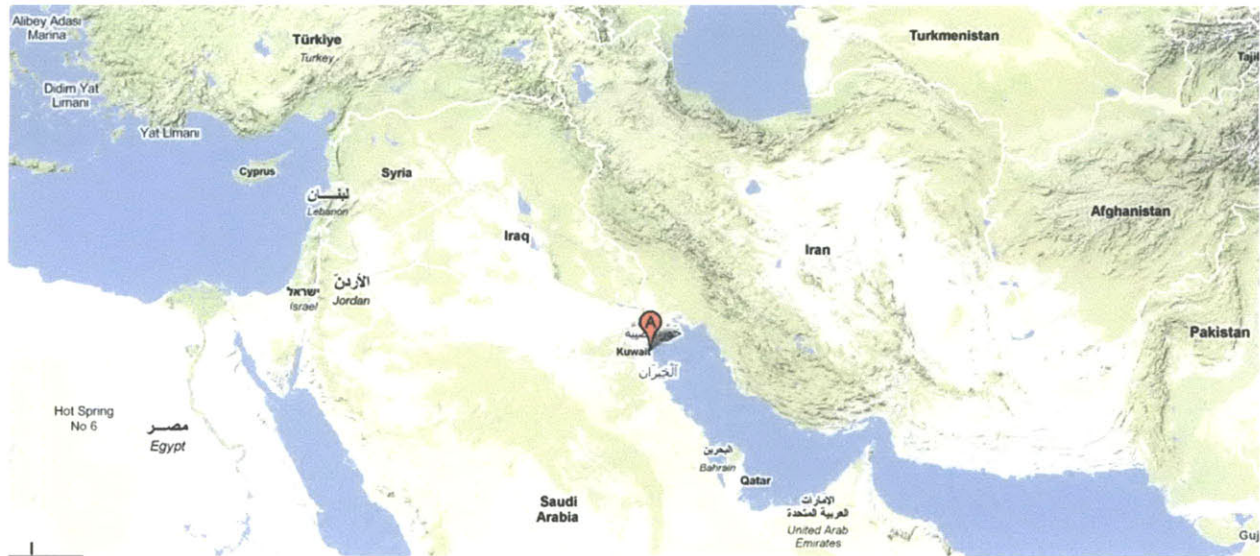 Alibey Adası
Marina
Türkiye
Turkey
Turkmenistan
Didim Yat
Limanı
Yat Limanı
Cyprus
Syria
لبنــــان
Lebanon
Afghanistan
Iraq
Iran
ישראל
Israel
الأردن
Jordan
A
Kuwait
Pakistan
Hot Spring
No 6
مصـــر
Egypt
البحرين
Bahrain
Qatar
Saudi
Arabia
الإمارات
العربية المتحدة
United Arab
Emirates